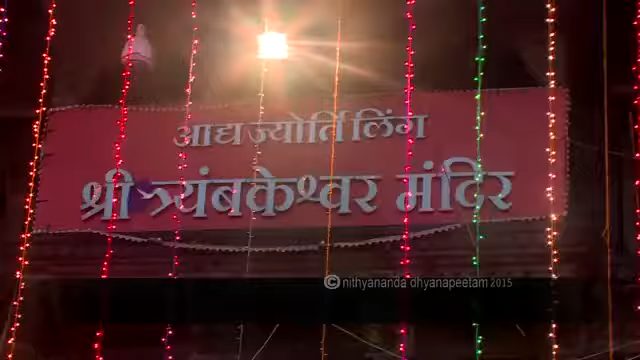 आद्य ज्योर्तिलिंग
श्री त्र्यंबकेश्वर मंदिर
© nithyananda dhyanapeetam 2015